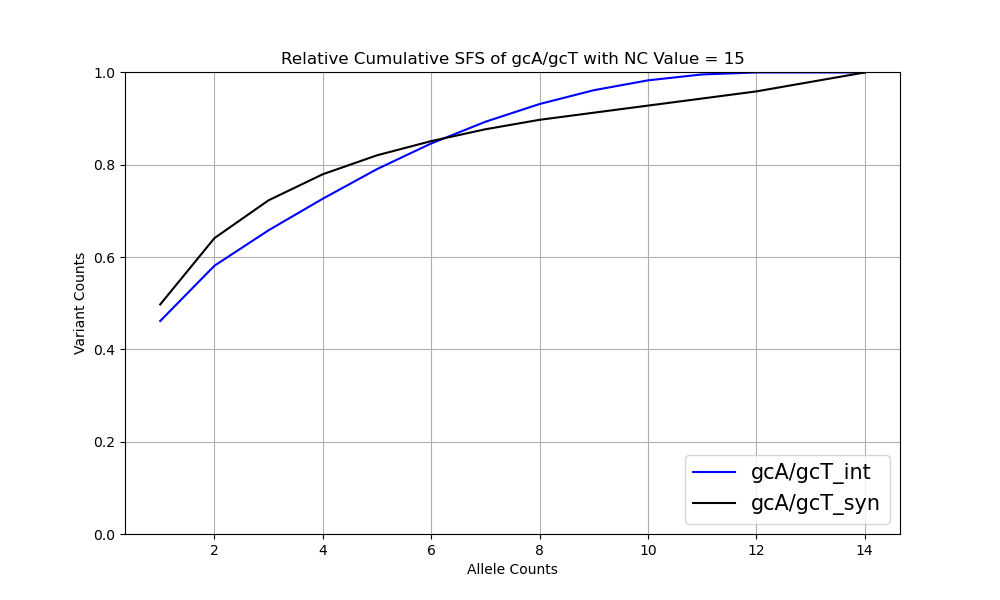 Relative Cumulative SFS of gcA/gcT with NC Value = 15
1.0
0.8
0.6
0.4
0.2
0.0
Variant Counts
2 4 6 8 10 12 14
Allele Counts
gcA/gcT_int
gcA/gcT_syn